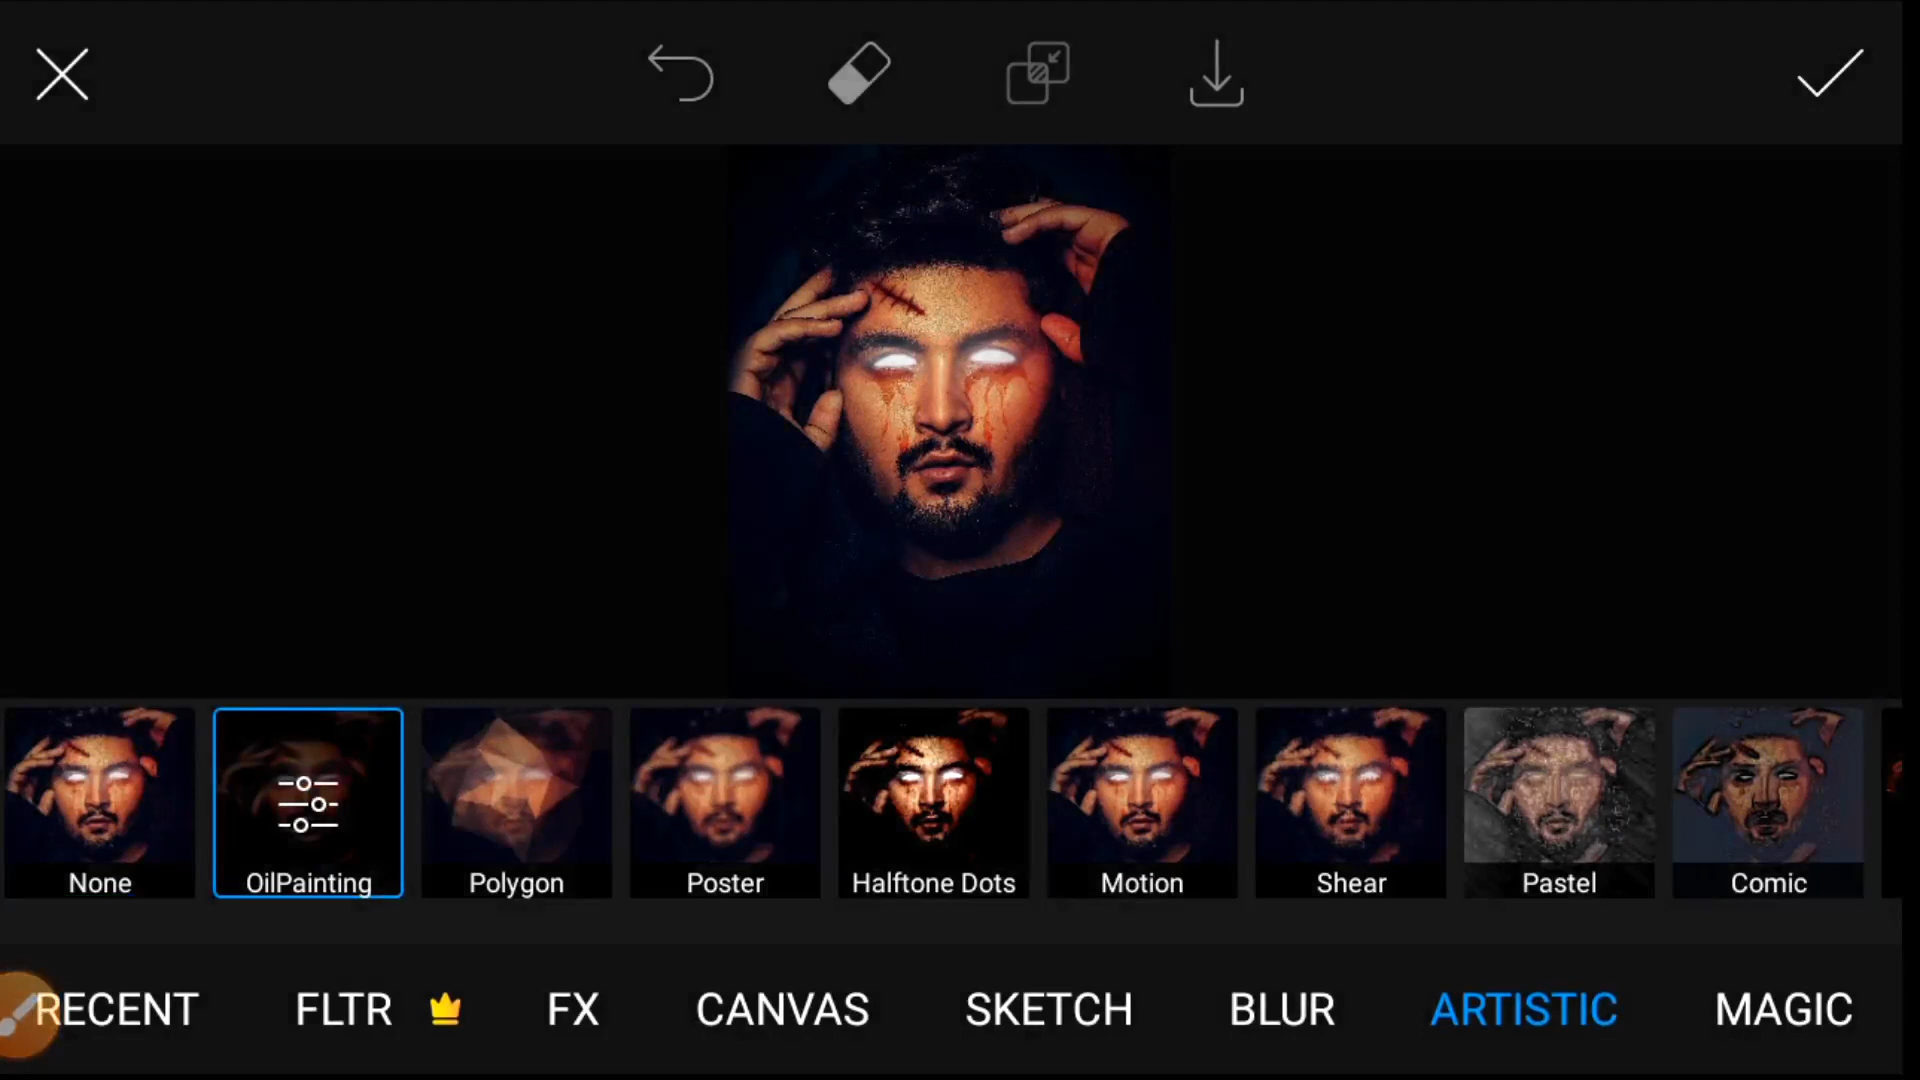 None
OilPainting
Polygon
Poster
Halftone Dots
Motion
Shear
Pastel
Comic
RECENT
FLTR
FX
CANVAS
SKETCH
BLUR
ARTISTIC
MAGIC